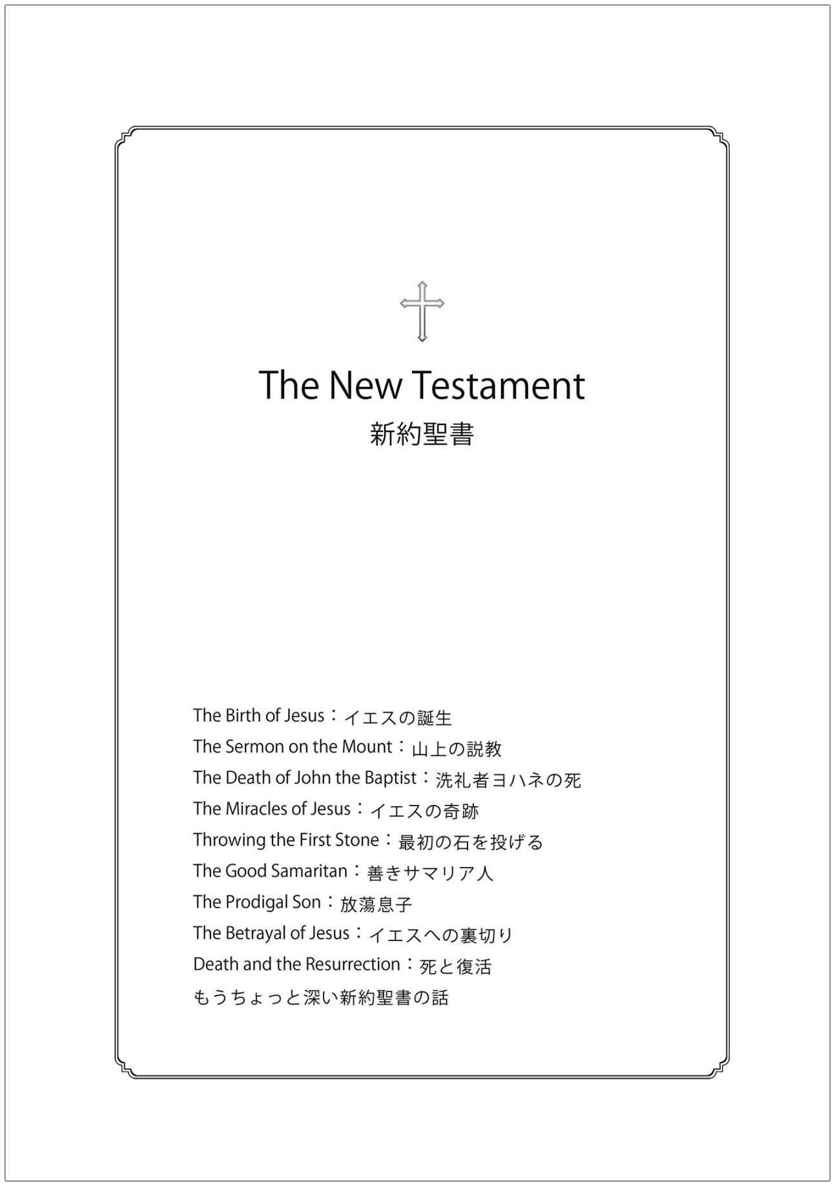 The New Testament
新約聖書
The Birth of Jesus：イエスの誕生
The Sermon on the Mount：山上の説教
The Death of John the Baptist：洗礼者ヨハネの死
The Miracles of Jesus：イエスの奇跡
Throwing the First Stone：最初の石を投げる
The Good Samaritan：善きサマリア人
The Prodigal Son：放蕩息子
The Betrayal of Jesus：イエスへの裏切り
Death and the Resurrection：死と復活
もうちょっと深い新約聖書の話